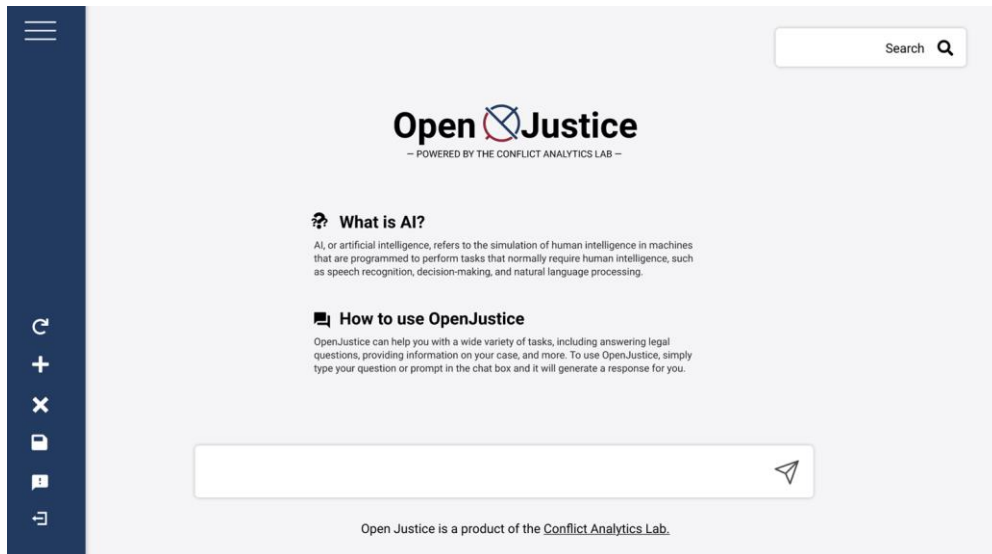 Search
Open Justice
– POWERED BY THE CONFLICT ANALYTICS LAB –
What is AI?
AI, or artificial intelligence, refers to the simulation of human intelligence in machines
that are programmed to perform tasks that normally require human intelligence, such
as speech recognition, decision-making, and natural language processing.
How to use OpenJustice
OpenJustice can help you with a wide variety of tasks, including answering legal
questions, providing information on your case, and more. To use OpenJustice, simply
type your question or prompt in the chat box and it will generate a response for you.
Open Justice is a product of the Conflict Analytics Lab.